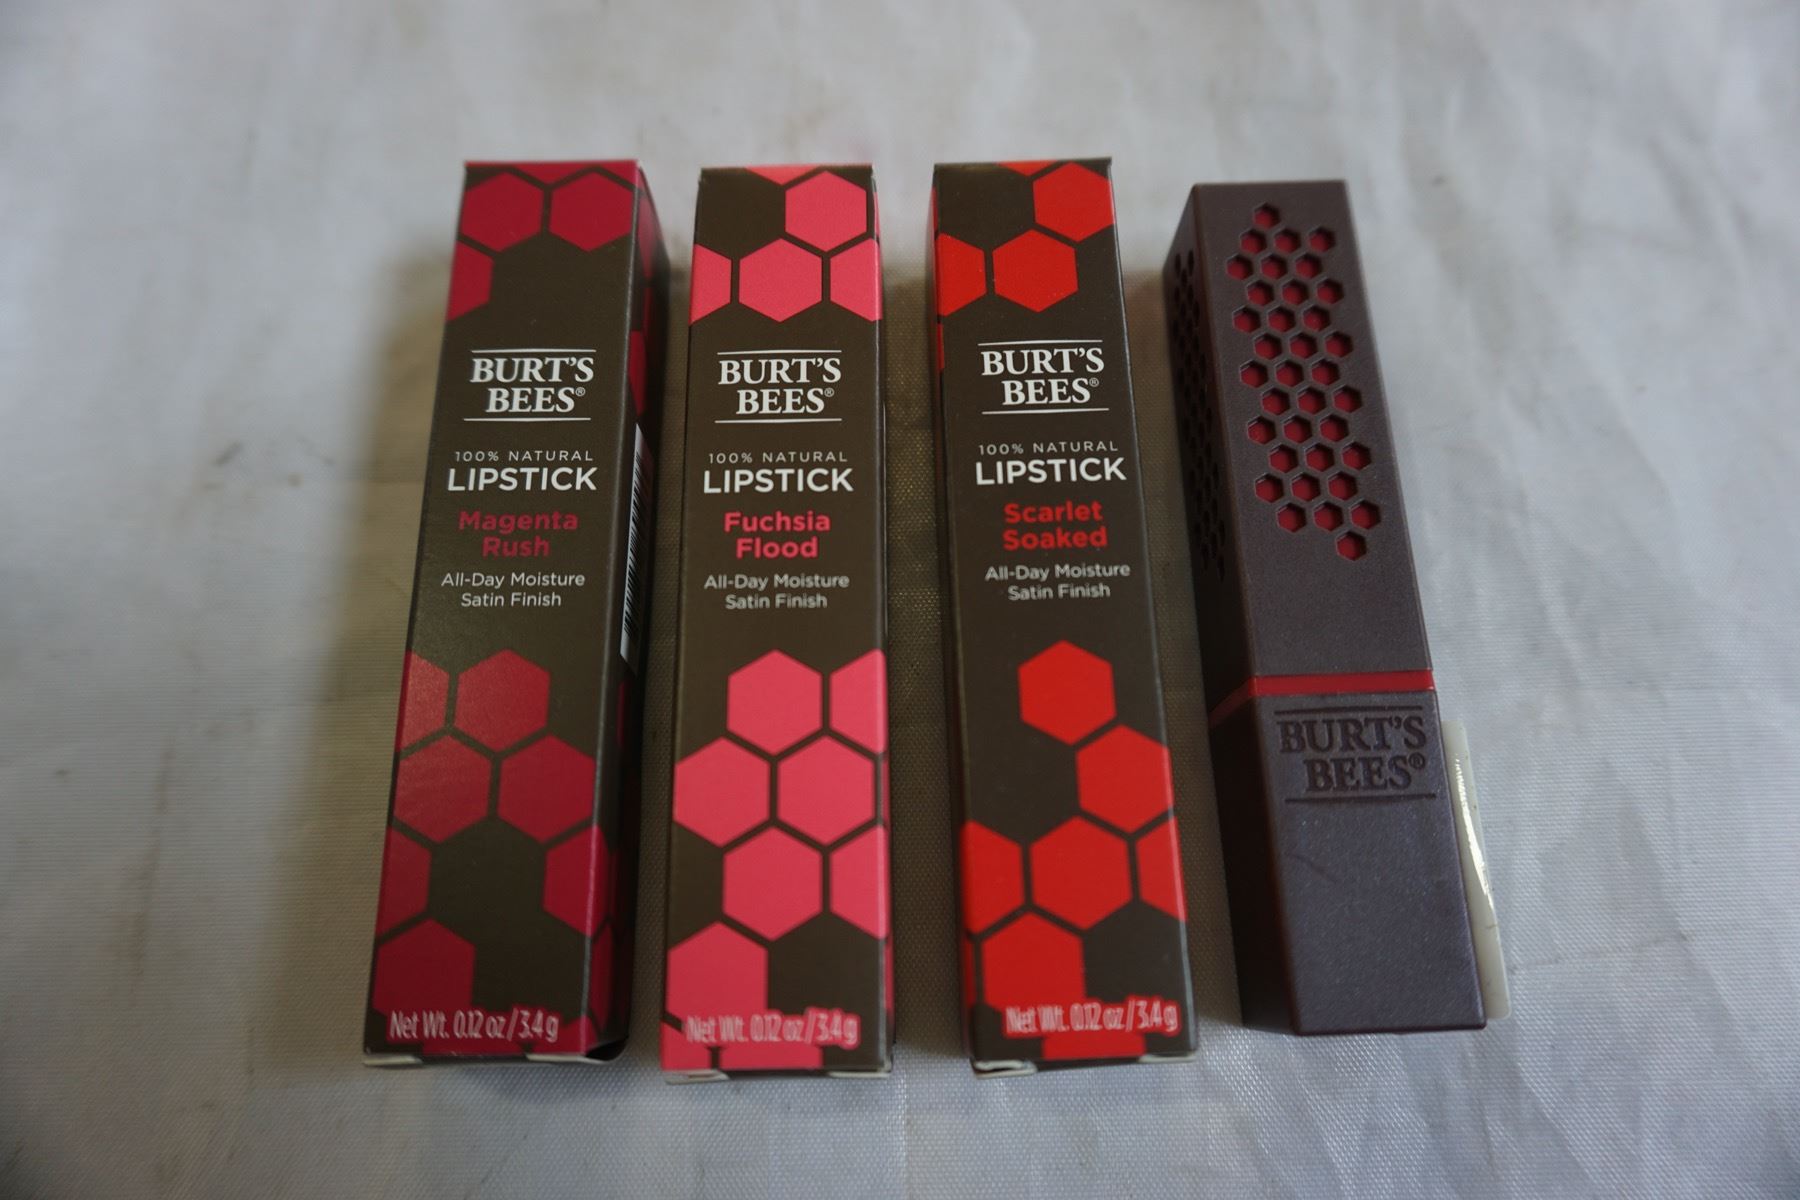 BURT'S
BEES®
100% NATURAL
LIPSTICK
Magenta
Rush
All-Day Moisture
Satin Finish
Net Wt. 0.12 oz/3.4 g
BURT'S
BEES®
100% NATURAL
LIPSTICK
Fuchsia
Flood
All-Day Moisture
Satin Finish
Net Wt. 0.12 oz/3.4 g
BURT'S
BEES®
100% NATURAL
LIPSTICK
Scarlet
Soaked
All-Day Moisture
Satin Finish
Net Wt. 0.12 oz/3.4 g
BURT'S
BEES®